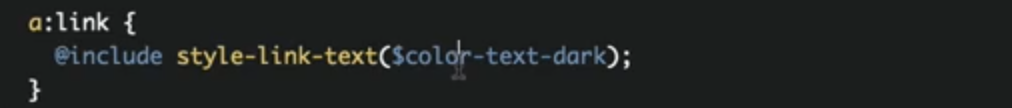 a:link {
  @include style-link-text($color-text-dark);
}